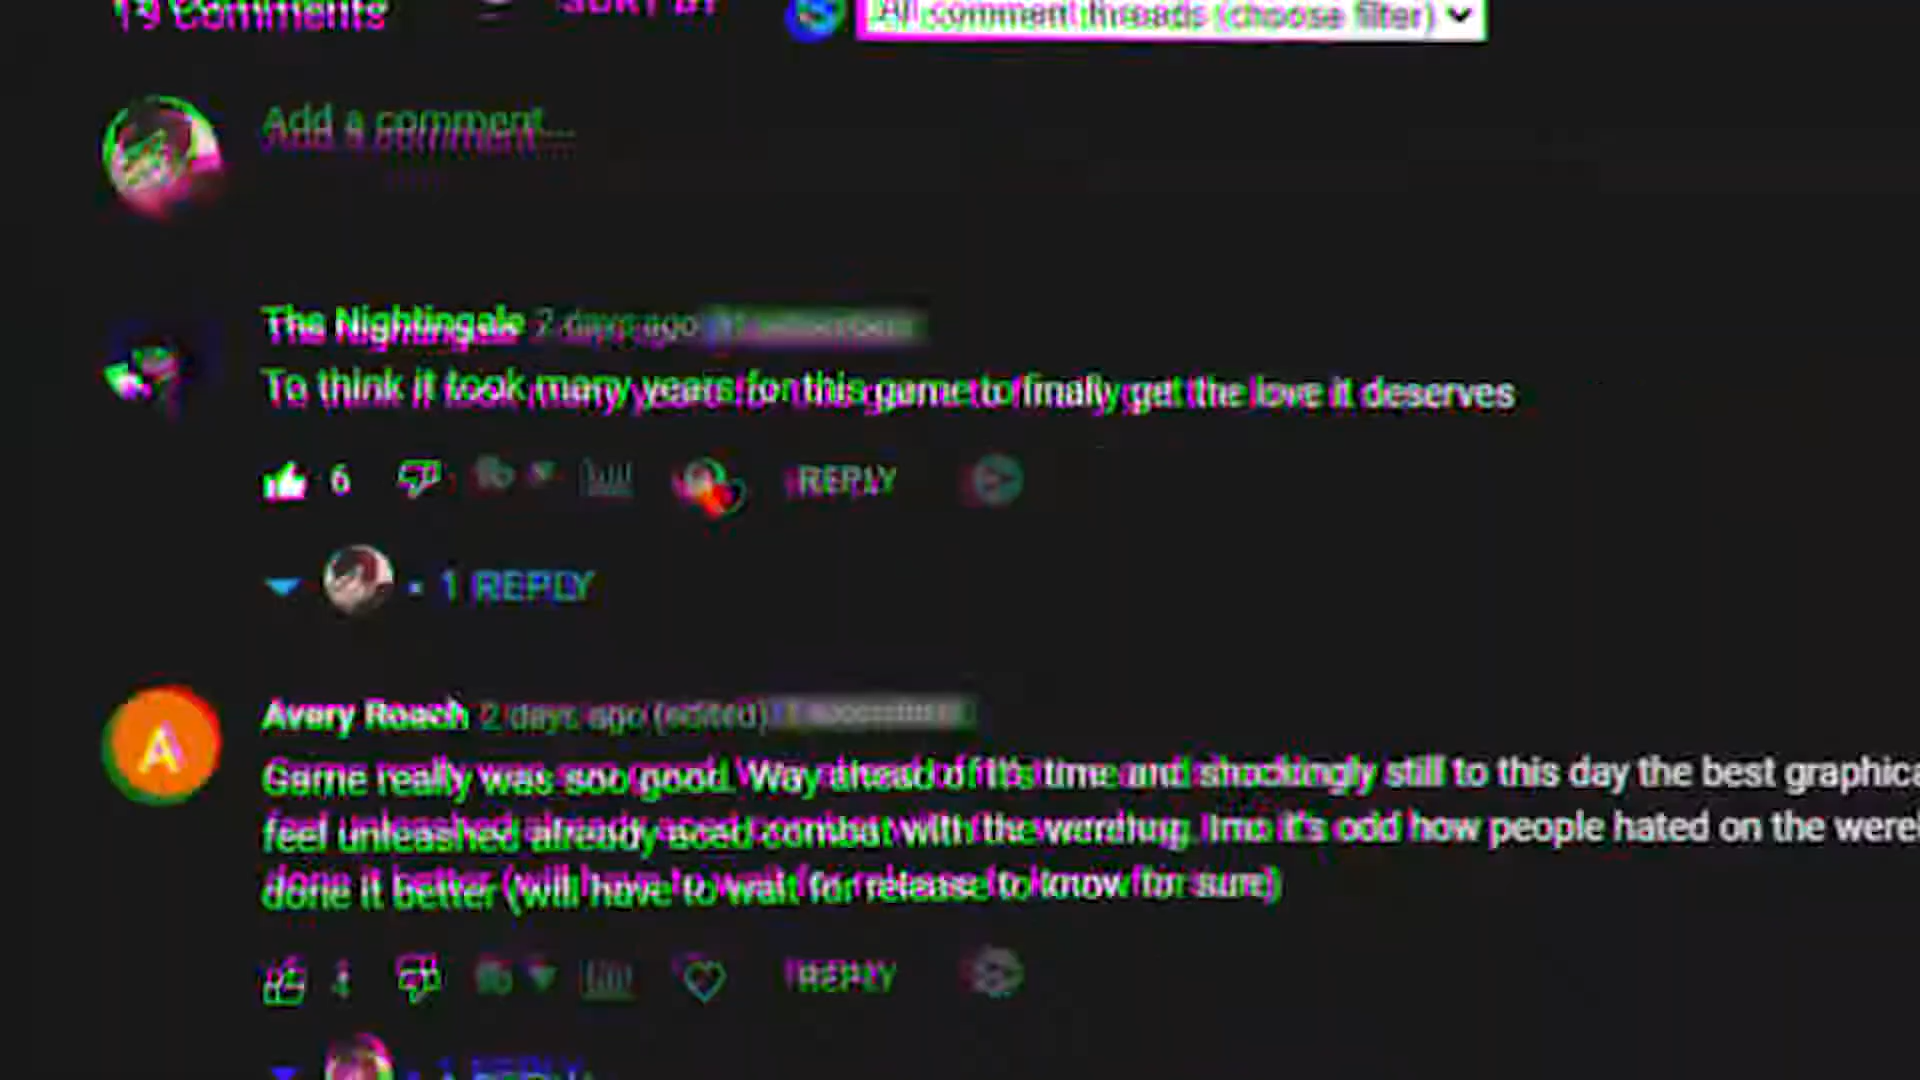 19 Comments SORT BY All comment threads (choose filter)
Add a comment...
The Nightingale 2 days ago
To think it took many years for this game to finally get the love it deserves
6 REPLY
1 REPLY
Avery Roach 2 days ago (edited)
Game really was soo good. Way ahead of it's time and shockingly still to this day the best
feel unleashed already aced combat with the werehog. Imo it's odd how people hated on the
done it better (will have to wait for release to know for sure)
4 REPLY
1 REPLY